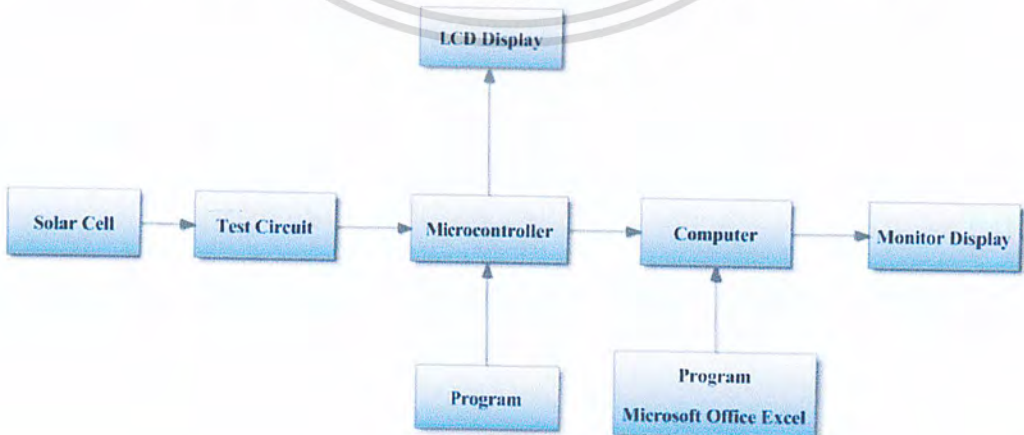 LCD Display
Solar Cell
Test Circuit
Microcontroller
Computer
Monitor Display
Program
Program
Microsoft Office Excel